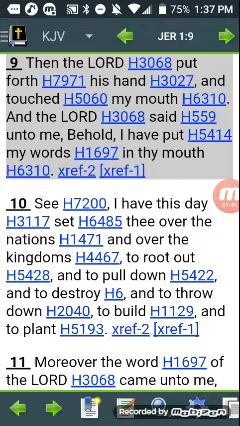 75% 1:37 PM
KJV JER 1:9
9 Then the LORD H3068 put
forth H7971 his hand H3027, and
touched H5060 my mouth H6310.
And the LORD H3068 said H559
unto me, Behold, I have put H5414
my words H1697 in thy mouth
H6310. xref-2 [xref-1]
10 See H7200, I have this day
H3117 set H6485 thee over the
nations H1471 and over the
kingdoms H4467, to root out
H5428, and to pull down H5422,
and to destroy H6, and to throw
down H2040, to build H1129, and
to plant H5193. xref-2 [xref-1]
11 Moreover the word H1697 of
the LORD H3068 came unto me,
01:41
Recorded by mobizen